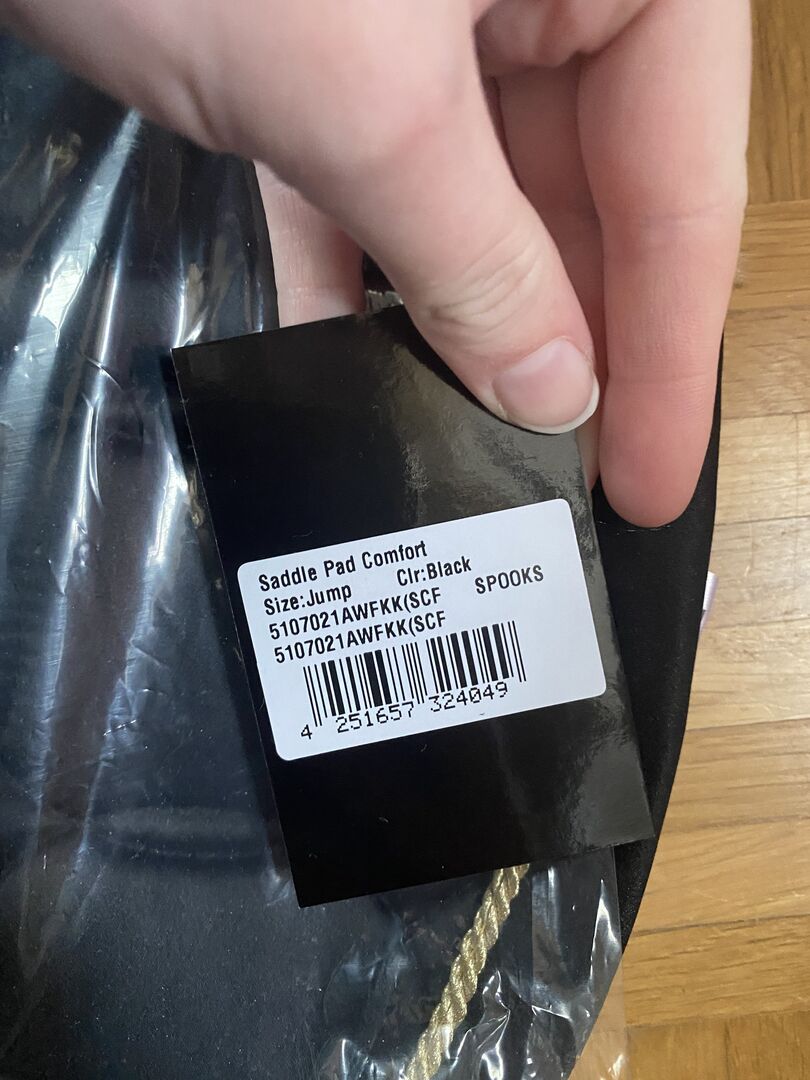 Saddle Pad Comfort
Size:Jump Clr:Black
5107021AWFKK(SCF SPOOKS
5107021AWFKK(SCF
4 251657 324049